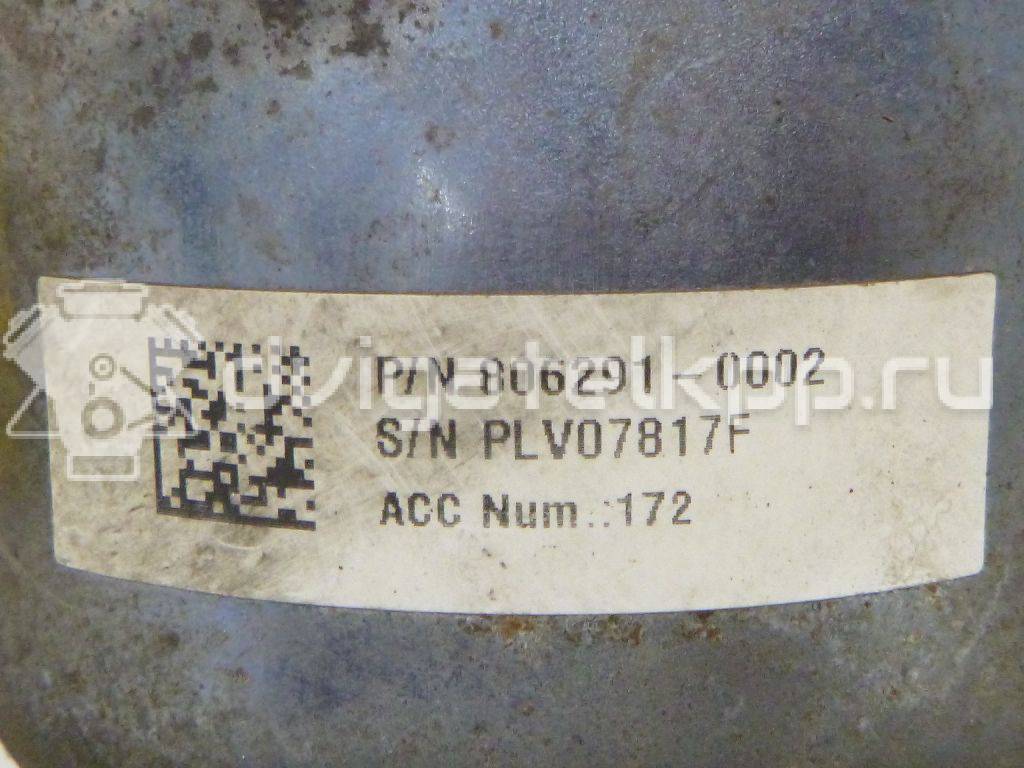 P/N 806291-0002
S/N PLV07817F
ACC Num.:172
dvigatelkpp.ru